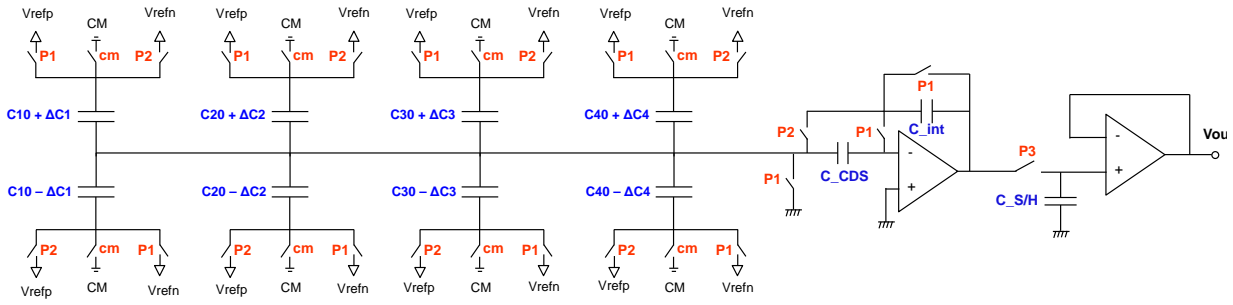 Vrefp CM Vrefn Vrefp CM Vrefn Vrefp CM Vrefn Vrefp CM Vrefn
P1 cm P2 P1 cm P2 P1 cm P2 P1 cm P2
C10 + ΔC1 C20 + ΔC2 C30 + ΔC3 C40 + ΔC4
P1
C_int
P2 P1
- -
P3 Vou
P1 C_CDS + +
C_S/H
C10 – ΔC1 C20 – ΔC2 C30 – ΔC3 C40 – ΔC4
P2 cm P1 P2 cm P1 P2 cm P1 P2 cm P1
Vrefp CM Vrefn Vrefp CM Vrefn Vrefp CM Vrefn Vrefp CM Vrefn